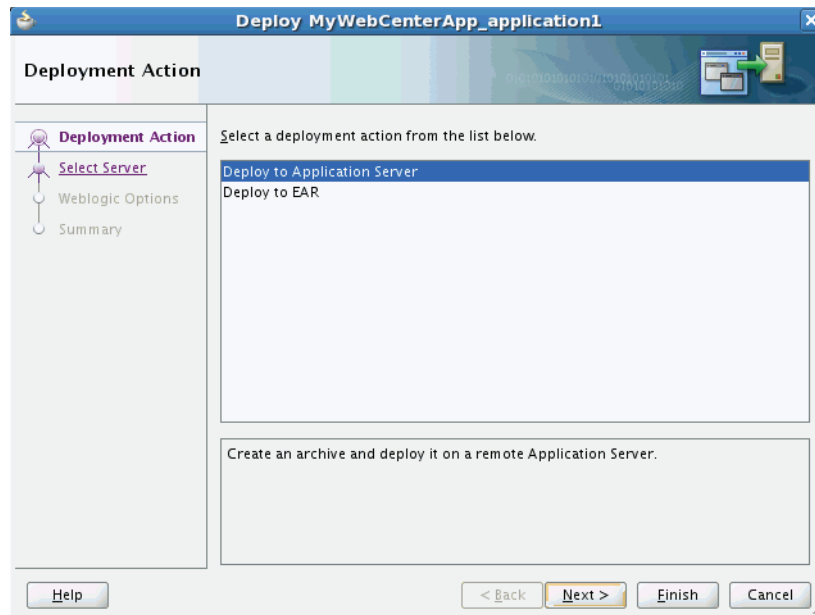 Deploy MyWebCenterApp_application1
Deployment Action
Deployment Action
Select Server
Weblogic Options
Summary
Select a deployment action from the list below.
Deploy to Application Server
Deploy to EAR
Create an archive and deploy it on a remote Application Server.
Help
< Back
Next >
Finish
Cancel